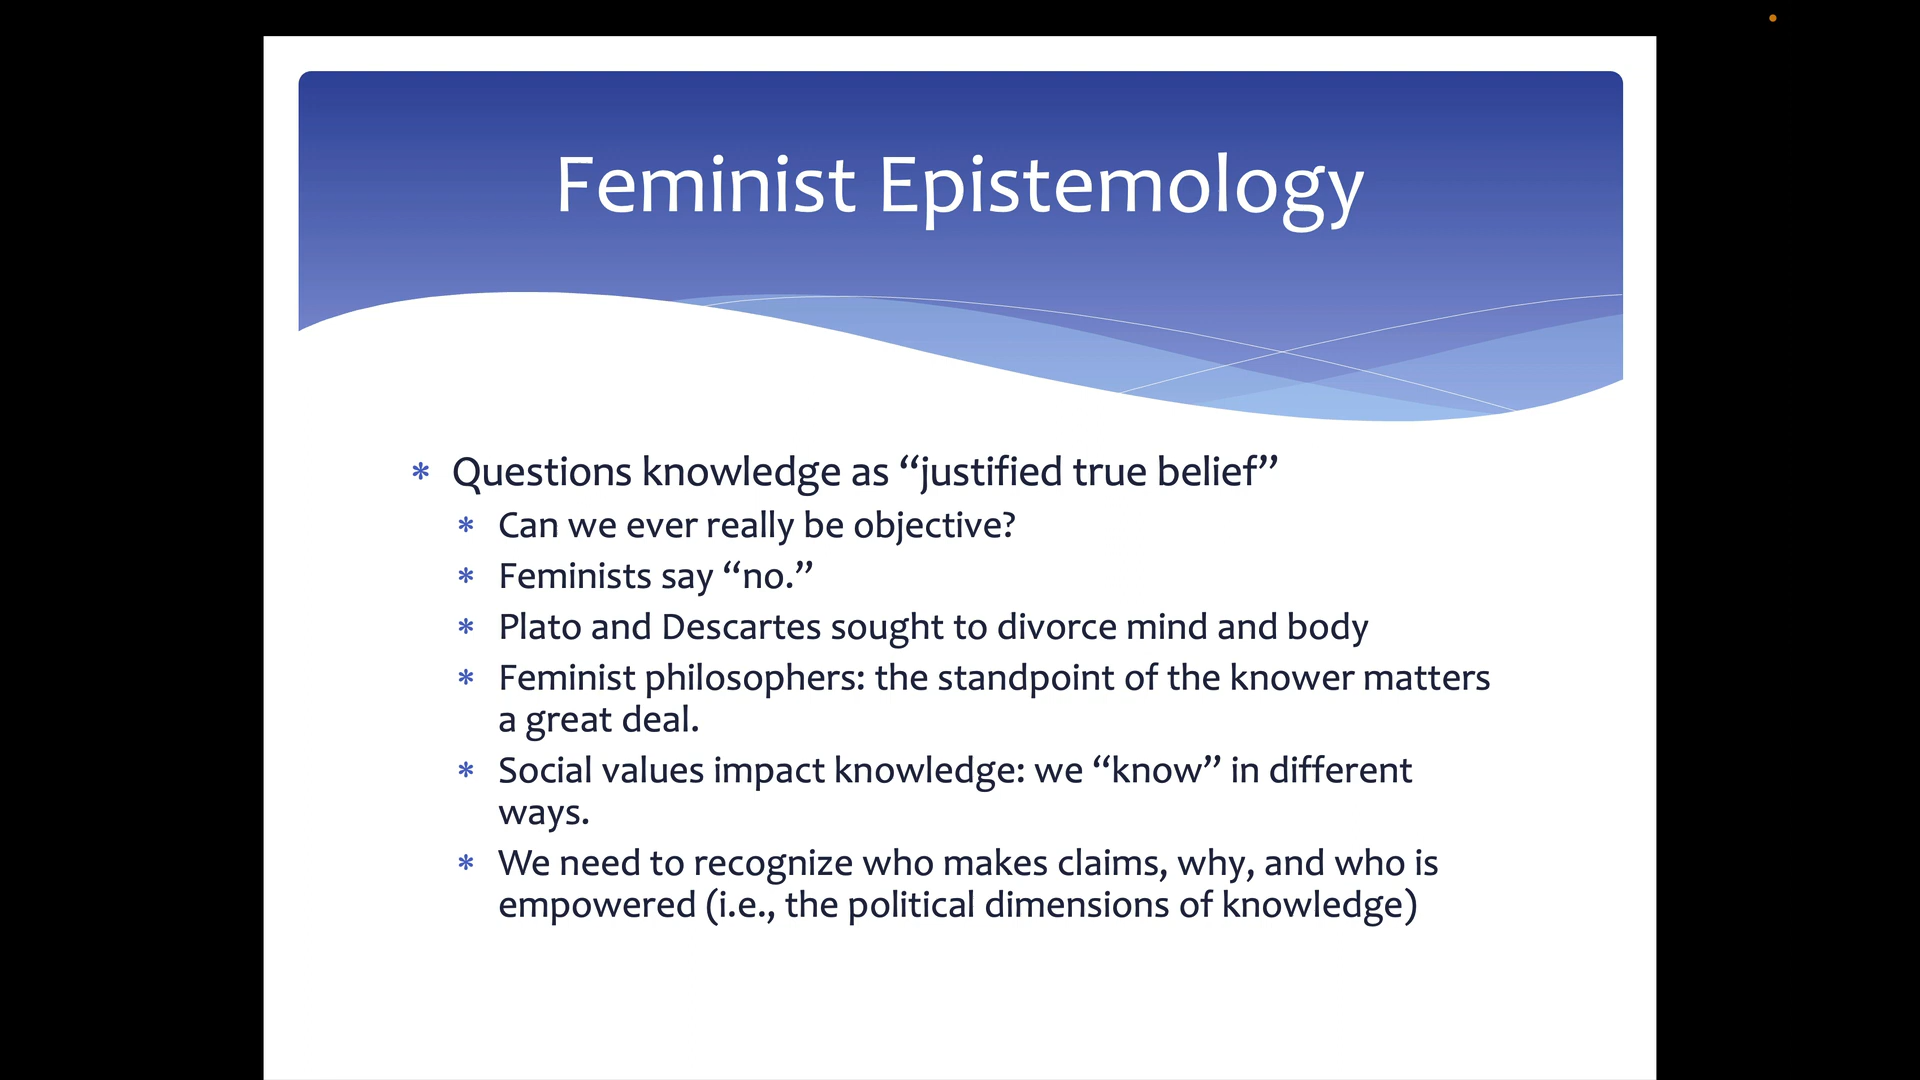 Feminist Epistemology
* Questions knowledge as “justified true belief”
* Can we ever really be objective?
* Feminists say “no.”
* Plato and Descartes sought to divorce mind and body
* Feminist philosophers: the standpoint of the knower matters
a great deal.
* Social values impact knowledge: we “know” in different
ways.
* We need to recognize who makes claims, why, and who is
empowered (i.e., the political dimensions of knowledge)